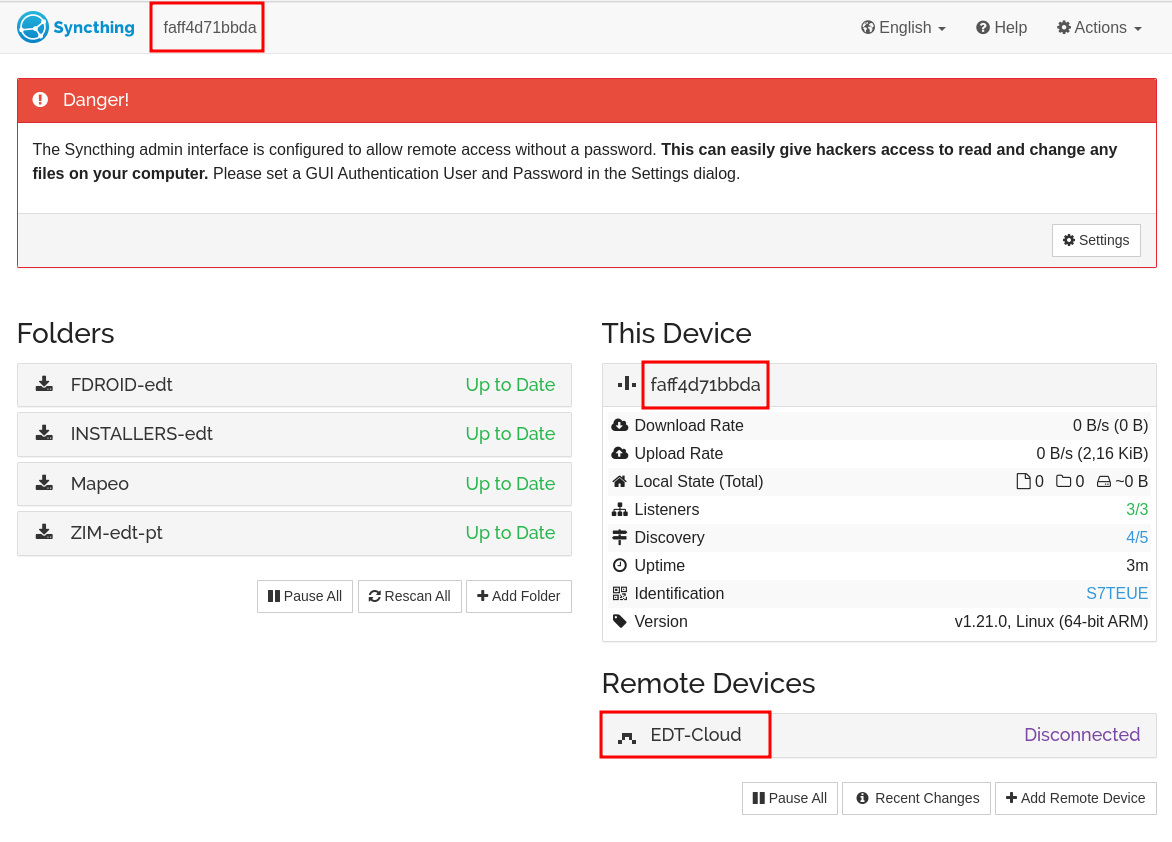 Syncthing faff4d71bbda English Help Actions
Danger!
The Syncthing admin interface is configured to allow remote access without a password. This can easily give hackers access to read and change any
files on your computer. Please set a GUI Authentication User and Password in the Settings dialog.
Settings
Folders
FDROID-edt Up to Date
INSTALLERS-edt Up to Date
Mapeo Up to Date
ZIM-edt-pt Up to Date
Pause All Rescan All Add Folder
This Device
faff4d71bbda
Download Rate 0 B/s (0 B)
Upload Rate 0 B/s (2,16 KiB)
Local State (Total) 0 0 ~0 B
Listeners 3/3
Discovery 4/5
Uptime 3m
Identification S7TEUE
Version v1.21.0, Linux (64-bit ARM)
Remote Devices
EDT-Cloud Disconnected
Pause All Recent Changes Add Remote Device